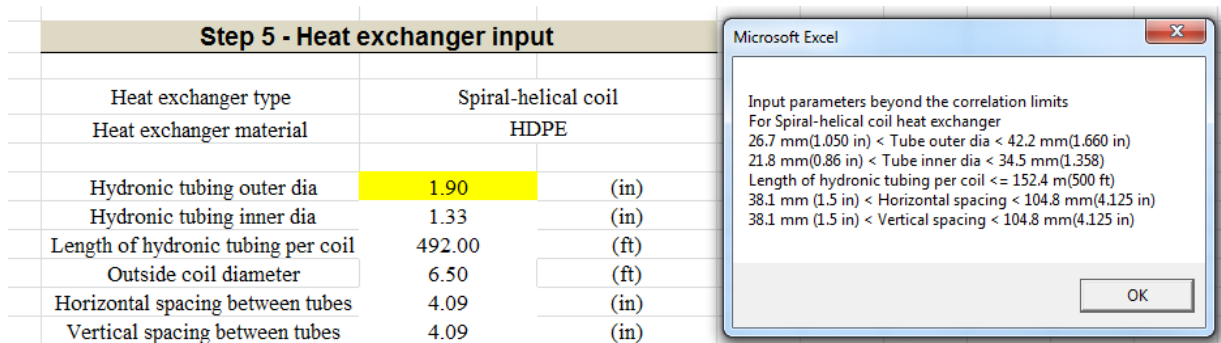 Step 5 - Heat exchanger input
Heat exchanger type Spiral-helical coil
Heat exchanger material HDPE
Hydronic tubing outer dia 1.90 (in)
Hydronic tubing inner dia 1.33 (in)
Length of hydronic tubing per coil 492.00 (ft)
Outside coil diameter 6.50 (ft)
Horizontal spacing between tubes 4.09 (in)
Vertical spacing between tubes 4.09 (in)
Microsoft Excel
Input parameters beyond the correlation limits
For Spiral-helical coil heat exchanger
26.7 mm(1.050 in) < Tube outer dia < 42.2 mm(1.660 in)
21.8 mm(0.86 in) < Tube inner dia < 34.5 mm(1.358)
Length of hydronic tubing per coil <= 152.4 m(500 ft)
38.1 mm (1.5 in) < Horizontal spacing < 104.8 mm(4.125 in)
38.1 mm (1.5 in) < Vertical spacing < 104.8 mm(4.125 in)
OK